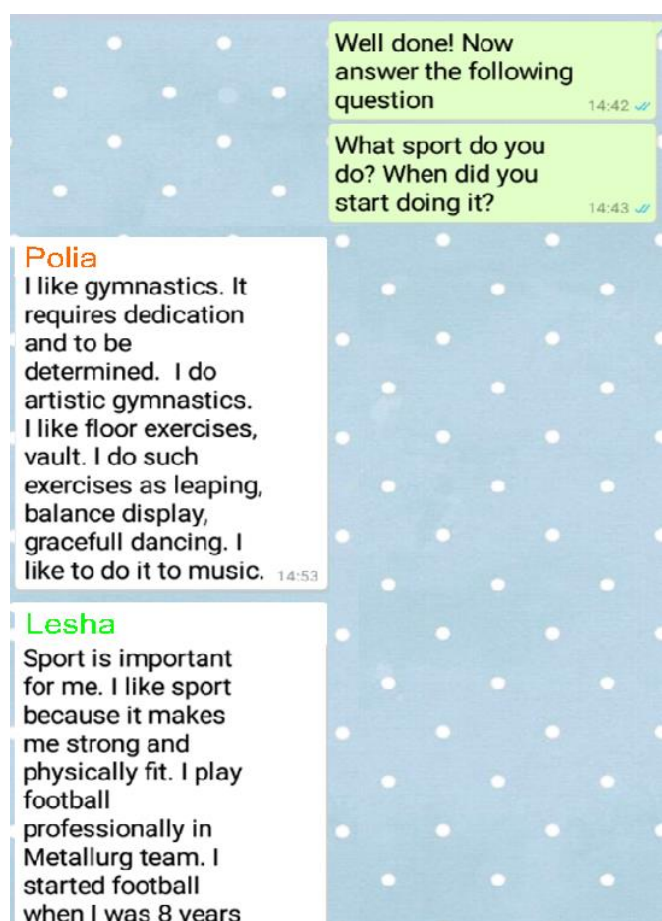 Well done! Now
answer the following
question
14:42
What sport do you
do? When did you
start doing it?
14:43
Polia
I like gymnastics. It
requires dedication
and to be
determined.  I do
artistic gymnastics.
I like floor exercises,
vault. I do such
exercises as leaping,
balance display,
gracefull dancing. I
like to do it to music. 14:53
Lesha
Sport is important
for me. I like sport
because it makes
me strong and
physically fit. I play
football
professionally in
Metallurg team. I
started football
when I was 8 years